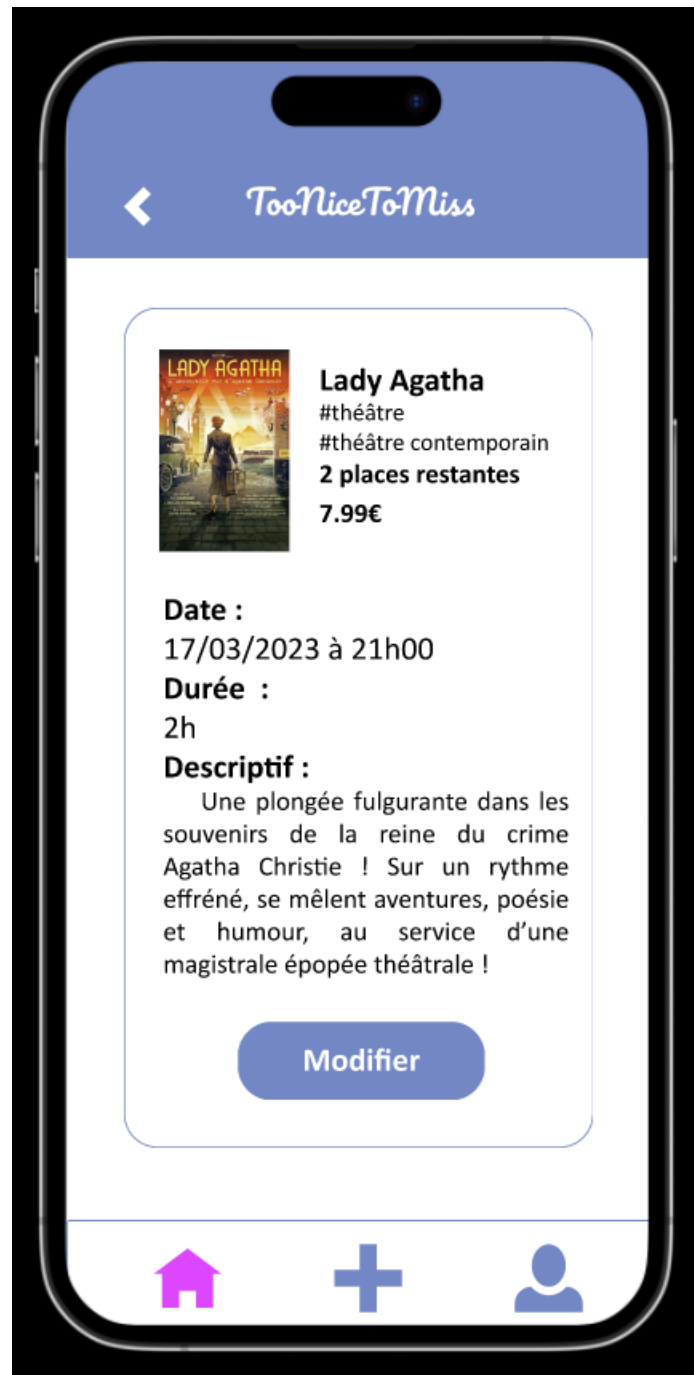 TooNiceToMiss
LADY AGATHA
Lady Agatha
#théâtre
#théâtre contemporain
2 places restantes
7.99€
Date :
17/03/2023 à 21h00
Durée :
2h
Descriptif :
Une plongée fulgurante dans les
souvenirs de la reine du crime
Agatha Christie ! Sur un rythme
effréné, se mêlent aventures, poésie
et humour, au service d’une
magistrale épopée théâtrale !
Modifier